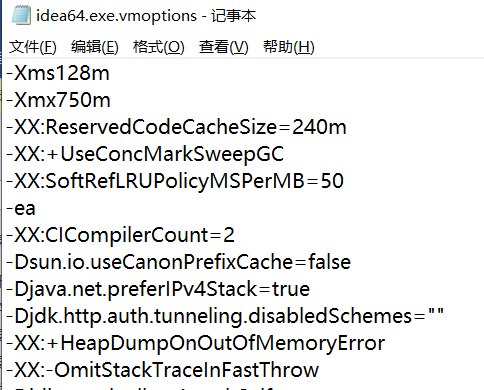 idea64.exe.vmoptions - 记事本
文件(F) 编辑(E) 格式(O) 查看(V) 帮助(H)
-Xms128m
-Xmx750m
-XX:ReservedCodeCacheSize=240m
-XX:+UseConcMarkSweepGC
-XX:SoftRefLRUPolicyMSPerMB=50
-ea
-XX:CICompilerCount=2
-Dsun.io.useCanonPrefixCache=false
-Djava.net.preferIPv4Stack=true
-Djdk.http.auth.tunneling.disabledSchemes=""
-XX:+HeapDumpOnOutOfMemoryError
-XX:-OmitStackTraceInFastThrow